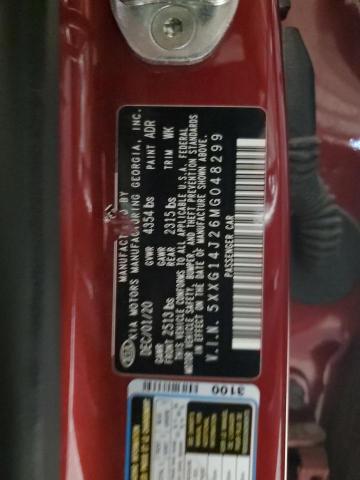 MANUFACTURED BY
KIA MOTORS MANUFACTURING GEORGIA, INC.
DEC/01/20 GVWR 4354 lbs PAINT ADR
GAWR FRONT 2513 lbs GAWR REAR 2315 lbs TRIM WK
THIS VEHICLE CONFORMS TO ALL APPLICABLE U.S.A. FEDERAL
MOTOR VEHICLE SAFETY, BUMPER, AND THEFT PREVENTION STANDARDS
IN EFFECT ON THE DATE OF MANUFACTURE SHOWN ABOVE.
V.I.N. 5XXG14J26MG048299
PASSENGER CAR
KIA
3100